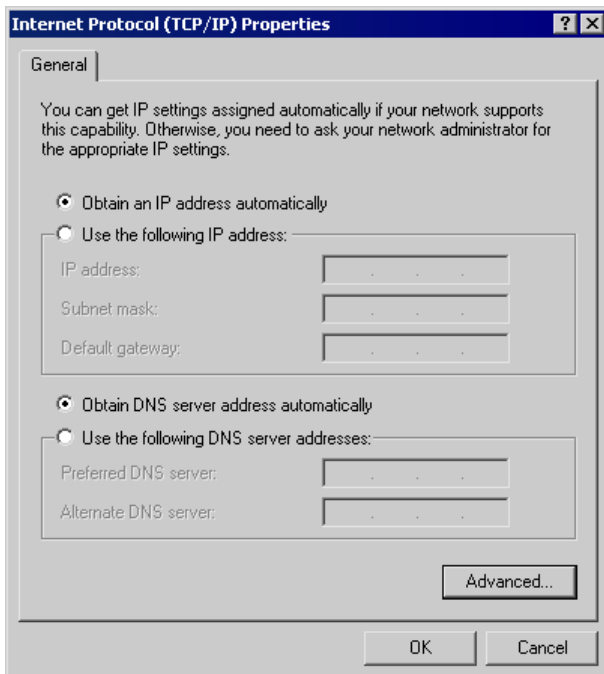 Internet Protocol (TCP/IP) Properties
General
You can get IP settings assigned automatically if your network supports
this capability. Otherwise, you need to ask your network administrator for
the appropriate IP settings.
Obtain an IP address automatically
Use the following IP address:
IP address:
Subnet mask:
Default gateway:
Obtain DNS server address automatically
Use the following DNS server addresses:
Preferred DNS server:
Alternate DNS server:
Advanced...
OK
Cancel